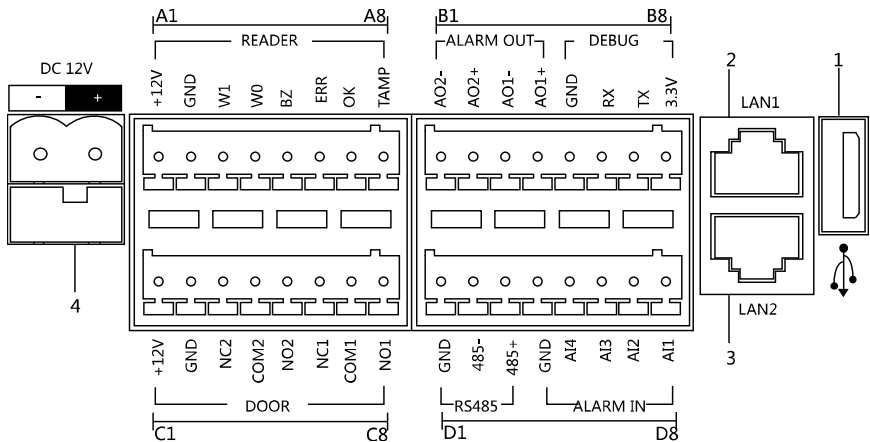 A1 A8 B1 B8
READER ALARM OUT DEBUG
DC 12V
- +
+12V GND W1 W0 BZ ERR OK TAMP AO2- AO2+ AO1- AO1+ GND RX TX 3.3V
2 1
LAN1
4
LAN2
3
+12V GND NC2 COM2 NO2 NC1 COM1 NO1 GND 485- 485+ GND AI4 AI3 AI2 AI1
DOOR RS485 ALARM IN
C1 C8 D1 D8